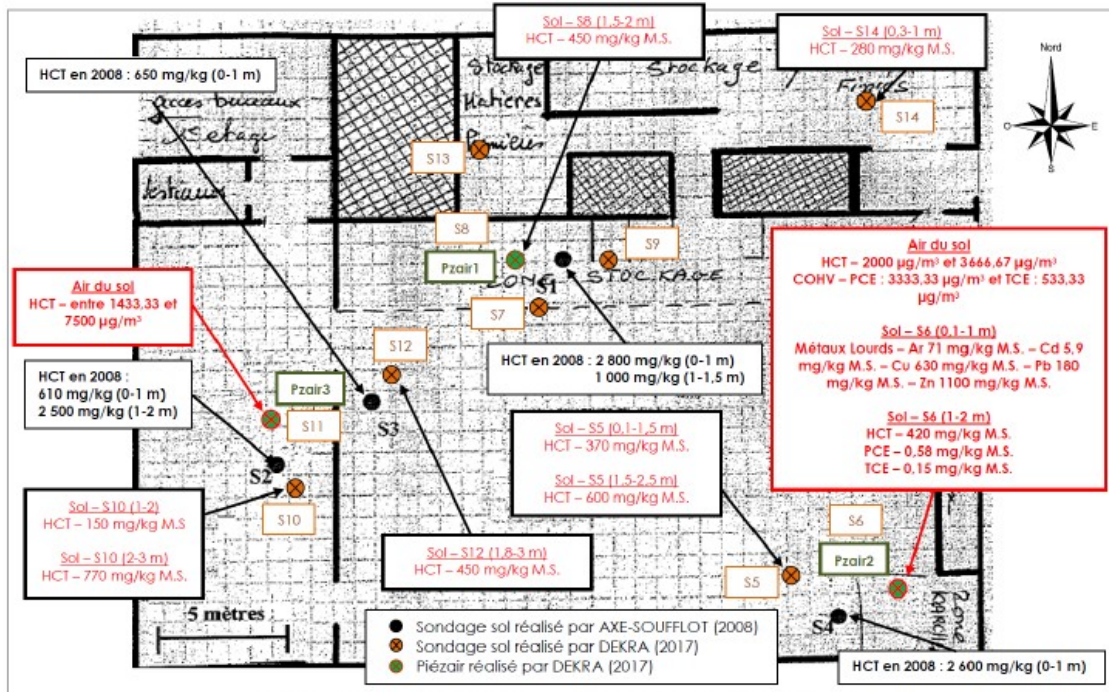 Sol – S8 (1,5-2 m)
HCT – 450 mg/kg M.S.
Sol – S14 (0,3-1 m)
HCT – 280 mg/kg M.S.
Nord
O
E
S
HCT en 2008 : 650 mg/kg (0-1 m)
accès bureaux
etage
Stockage
Matières
Premières
Stockage
Finis
S14
S13
Vestiaires
S8
Pzair1
S9
ZONE STOCKAGE
S1
S7
Air du sol
HCT – 2000 µg/m³ et 3666,67 µg/m³
COHV – PCE : 3333,33 µg/m³ et TCE : 533,33
µg/m³
Sol – S6 (0,1-1 m)
Métaux Lourds – Ar 71 mg/kg M.S. – Cd 5,9
mg/kg M.S. – Cu 630 mg/kg M.S. – Pb 180
mg/kg M.S. – Zn 1100 mg/kg M.S.
Sol – S6 (1-2 m)
HCT – 420 mg/kg M.S.
PCE – 0,58 mg/kg M.S.
TCE – 0,15 mg/kg M.S.
Air du sol
HCT – entre 1433,33 et
7500 µg/m³
S12
HCT en 2008 : 2 800 mg/kg (0-1 m)
1 000 mg/kg (1-1,5 m)
HCT en 2008 :
610 mg/kg (0-1 m)
2 500 mg/kg (1-2 m)
Pzair3
S11
S3
S2
S10
Sol – S5 (0,1-1,5 m)
HCT – 370 mg/kg M.S.
Sol – S5 (1,5-2,5 m)
HCT – 600 mg/kg M.S.
Sol – S10 (1-2)
HCT – 150 mg/kg M.S
Sol – S10 (2-3 m)
HCT – 770 mg/kg M.S.
Sol – S12 (1,8-3 m)
HCT – 450 mg/kg M.S.
S6
Pzair2
S5
S4
Zone
5 mètres
Sondage sol réalisé par AXE-SOUFFLOT (2008)
Sondage sol réalisé par DEKRA (2017)
Piézair réalisé par DEKRA (2017)
HCT en 2008 : 2 600 mg/kg (0-1 m)